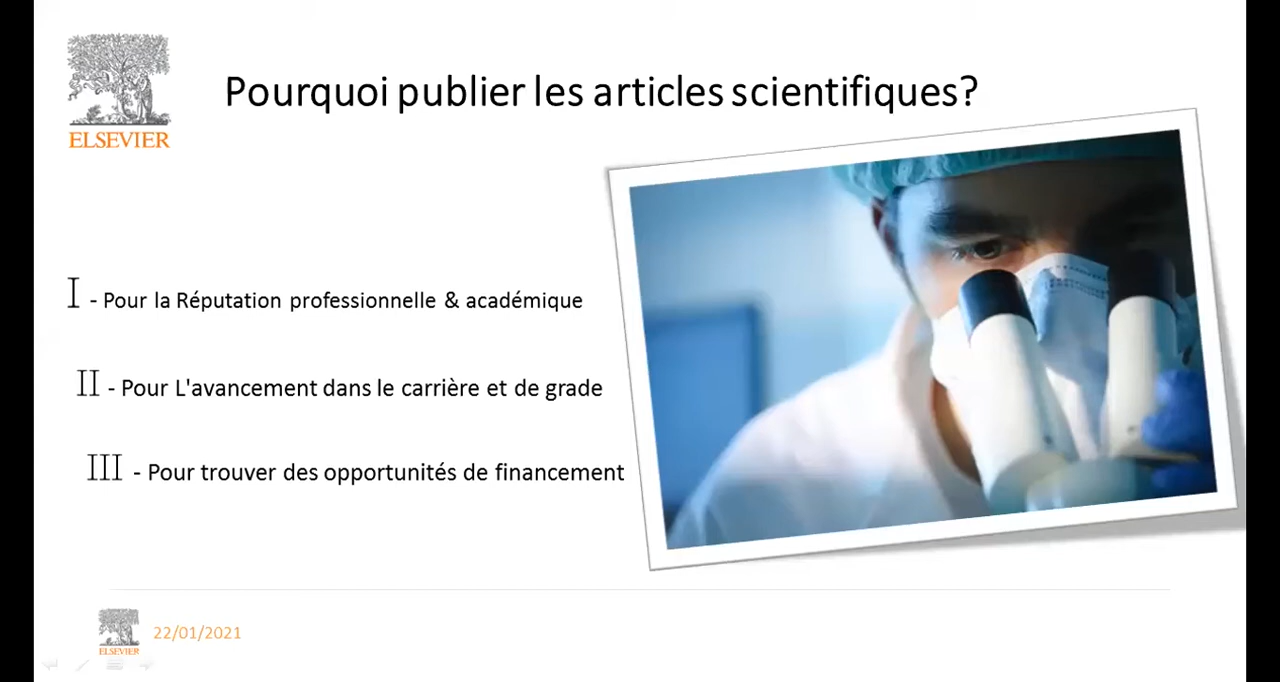 ELSEVIER
Pourquoi publier les articles scientifiques?
I - Pour la Réputation professionnelle & académique
II - Pour L'avancement dans le carrière et de grade
III - Pour trouver des opportunités de financement
ELSEVIER
22/01/2021